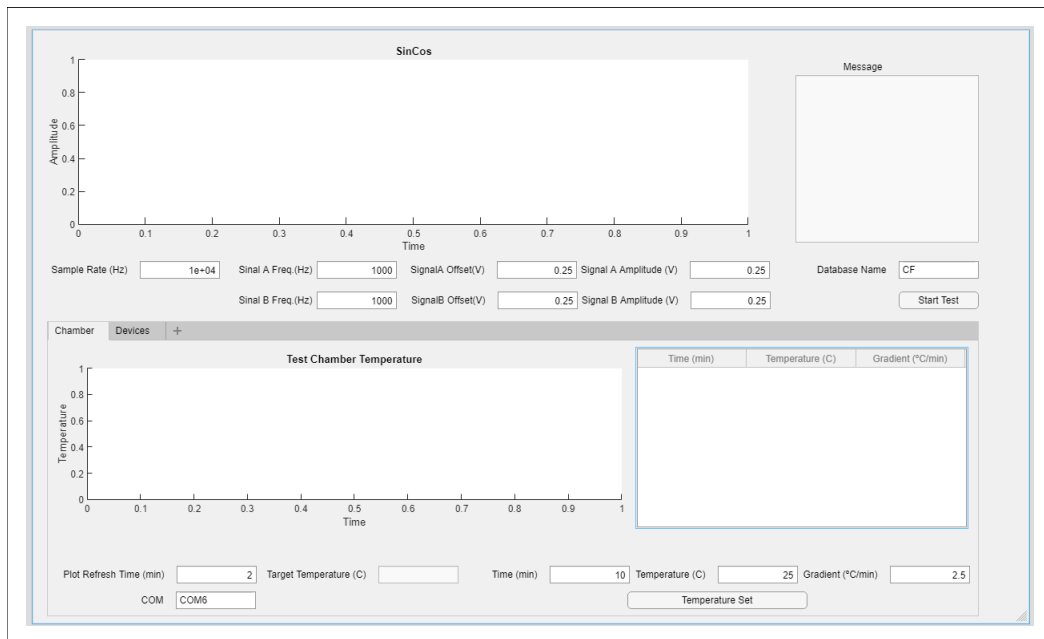 SinCos
Message
1
0.8
0.6
0.4
0.2
0
Amplitude
0 0.1 0.2 0.3 0.4 0.5 0.6 0.7 0.8 0.9 1
Time
Sample Rate (Hz) 1e+04 Sinal A Freq.(Hz) 1000 SignalA Offset(V) 0.25 Signal A Amplitude (V) 0.25 Database Name CF
Sinal B Freq.(Hz) 1000 SignalB Offset(V) 0.25 Signal B Amplitude (V) 0.25 Start Test
Chamber Devices +
Test Chamber Temperature
Time (min) Temperature (C) Gradient (ºC/min)
1
0.8
0.6
0.4
0.2
0
Temperature
0 0.1 0.2 0.3 0.4 0.5 0.6 0.7 0.8 0.9 1
Time
Plot Refresh Time (min) 2 Target Temperature (C) Time (min) 10 Temperature (C) 25 Gradient (ºC/min) 2.5
COM COM6 Temperature Set